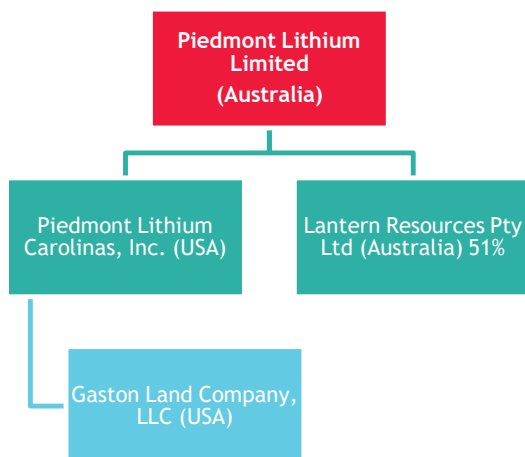 Piedmont Lithium
Limited
(Australia)
Piedmont Lithium
Carolinas, Inc. (USA)
Lantern Resources Pty
Ltd (Australia) 51%
Gaston Land Company,
LLC (USA)